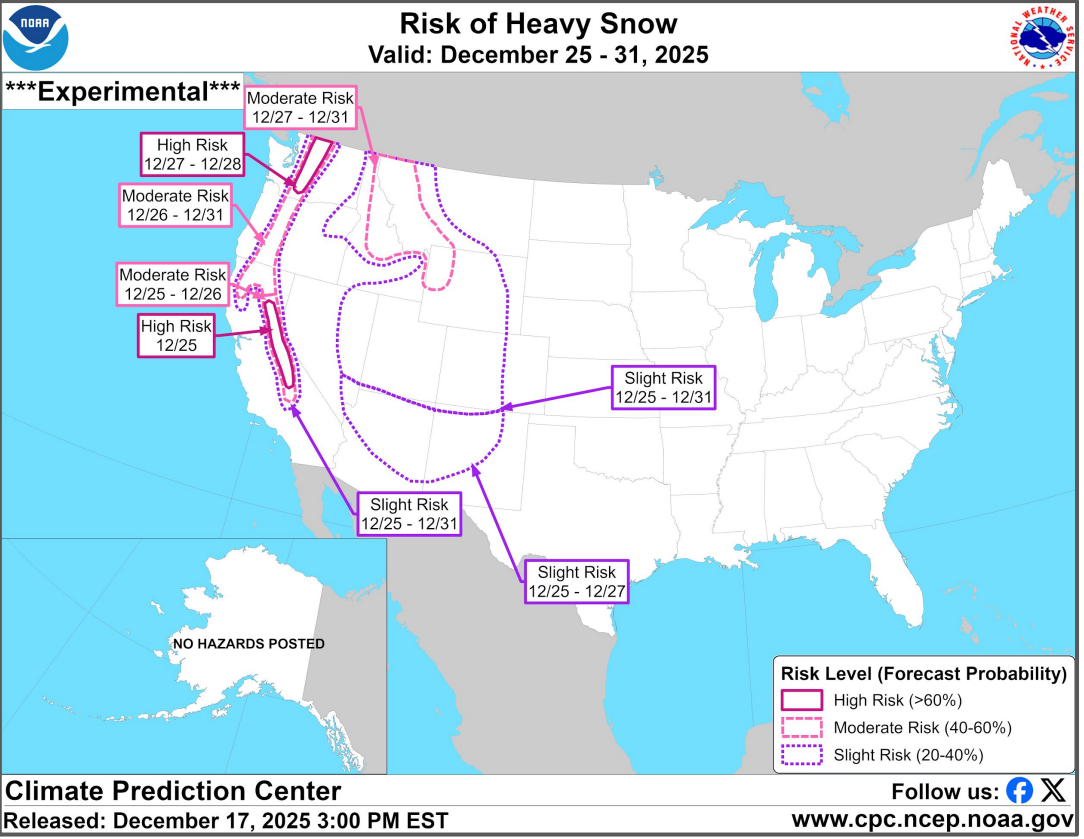 NOAA
Risk of Heavy Snow
Valid: December 25 - 31, 2025
NATIONAL WEATHER SERVICE
***Experimental***
Moderate Risk
12/27 - 12/31
High Risk
12/27 - 12/28
Moderate Risk
12/26 - 12/31
Moderate Risk
12/25 - 12/26
High Risk
12/25
Slight Risk
12/25 - 12/31
Slight Risk
12/25 - 12/31
Slight Risk
12/25 - 12/27
NO HAZARDS POSTED
Risk Level (Forecast Probability)
High Risk (>60%)
Moderate Risk (40-60%)
Slight Risk (20-40%)
Climate Prediction Center
Follow us:
Released: December 17, 2025 3:00 PM EST
www.cpc.ncep.noaa.gov